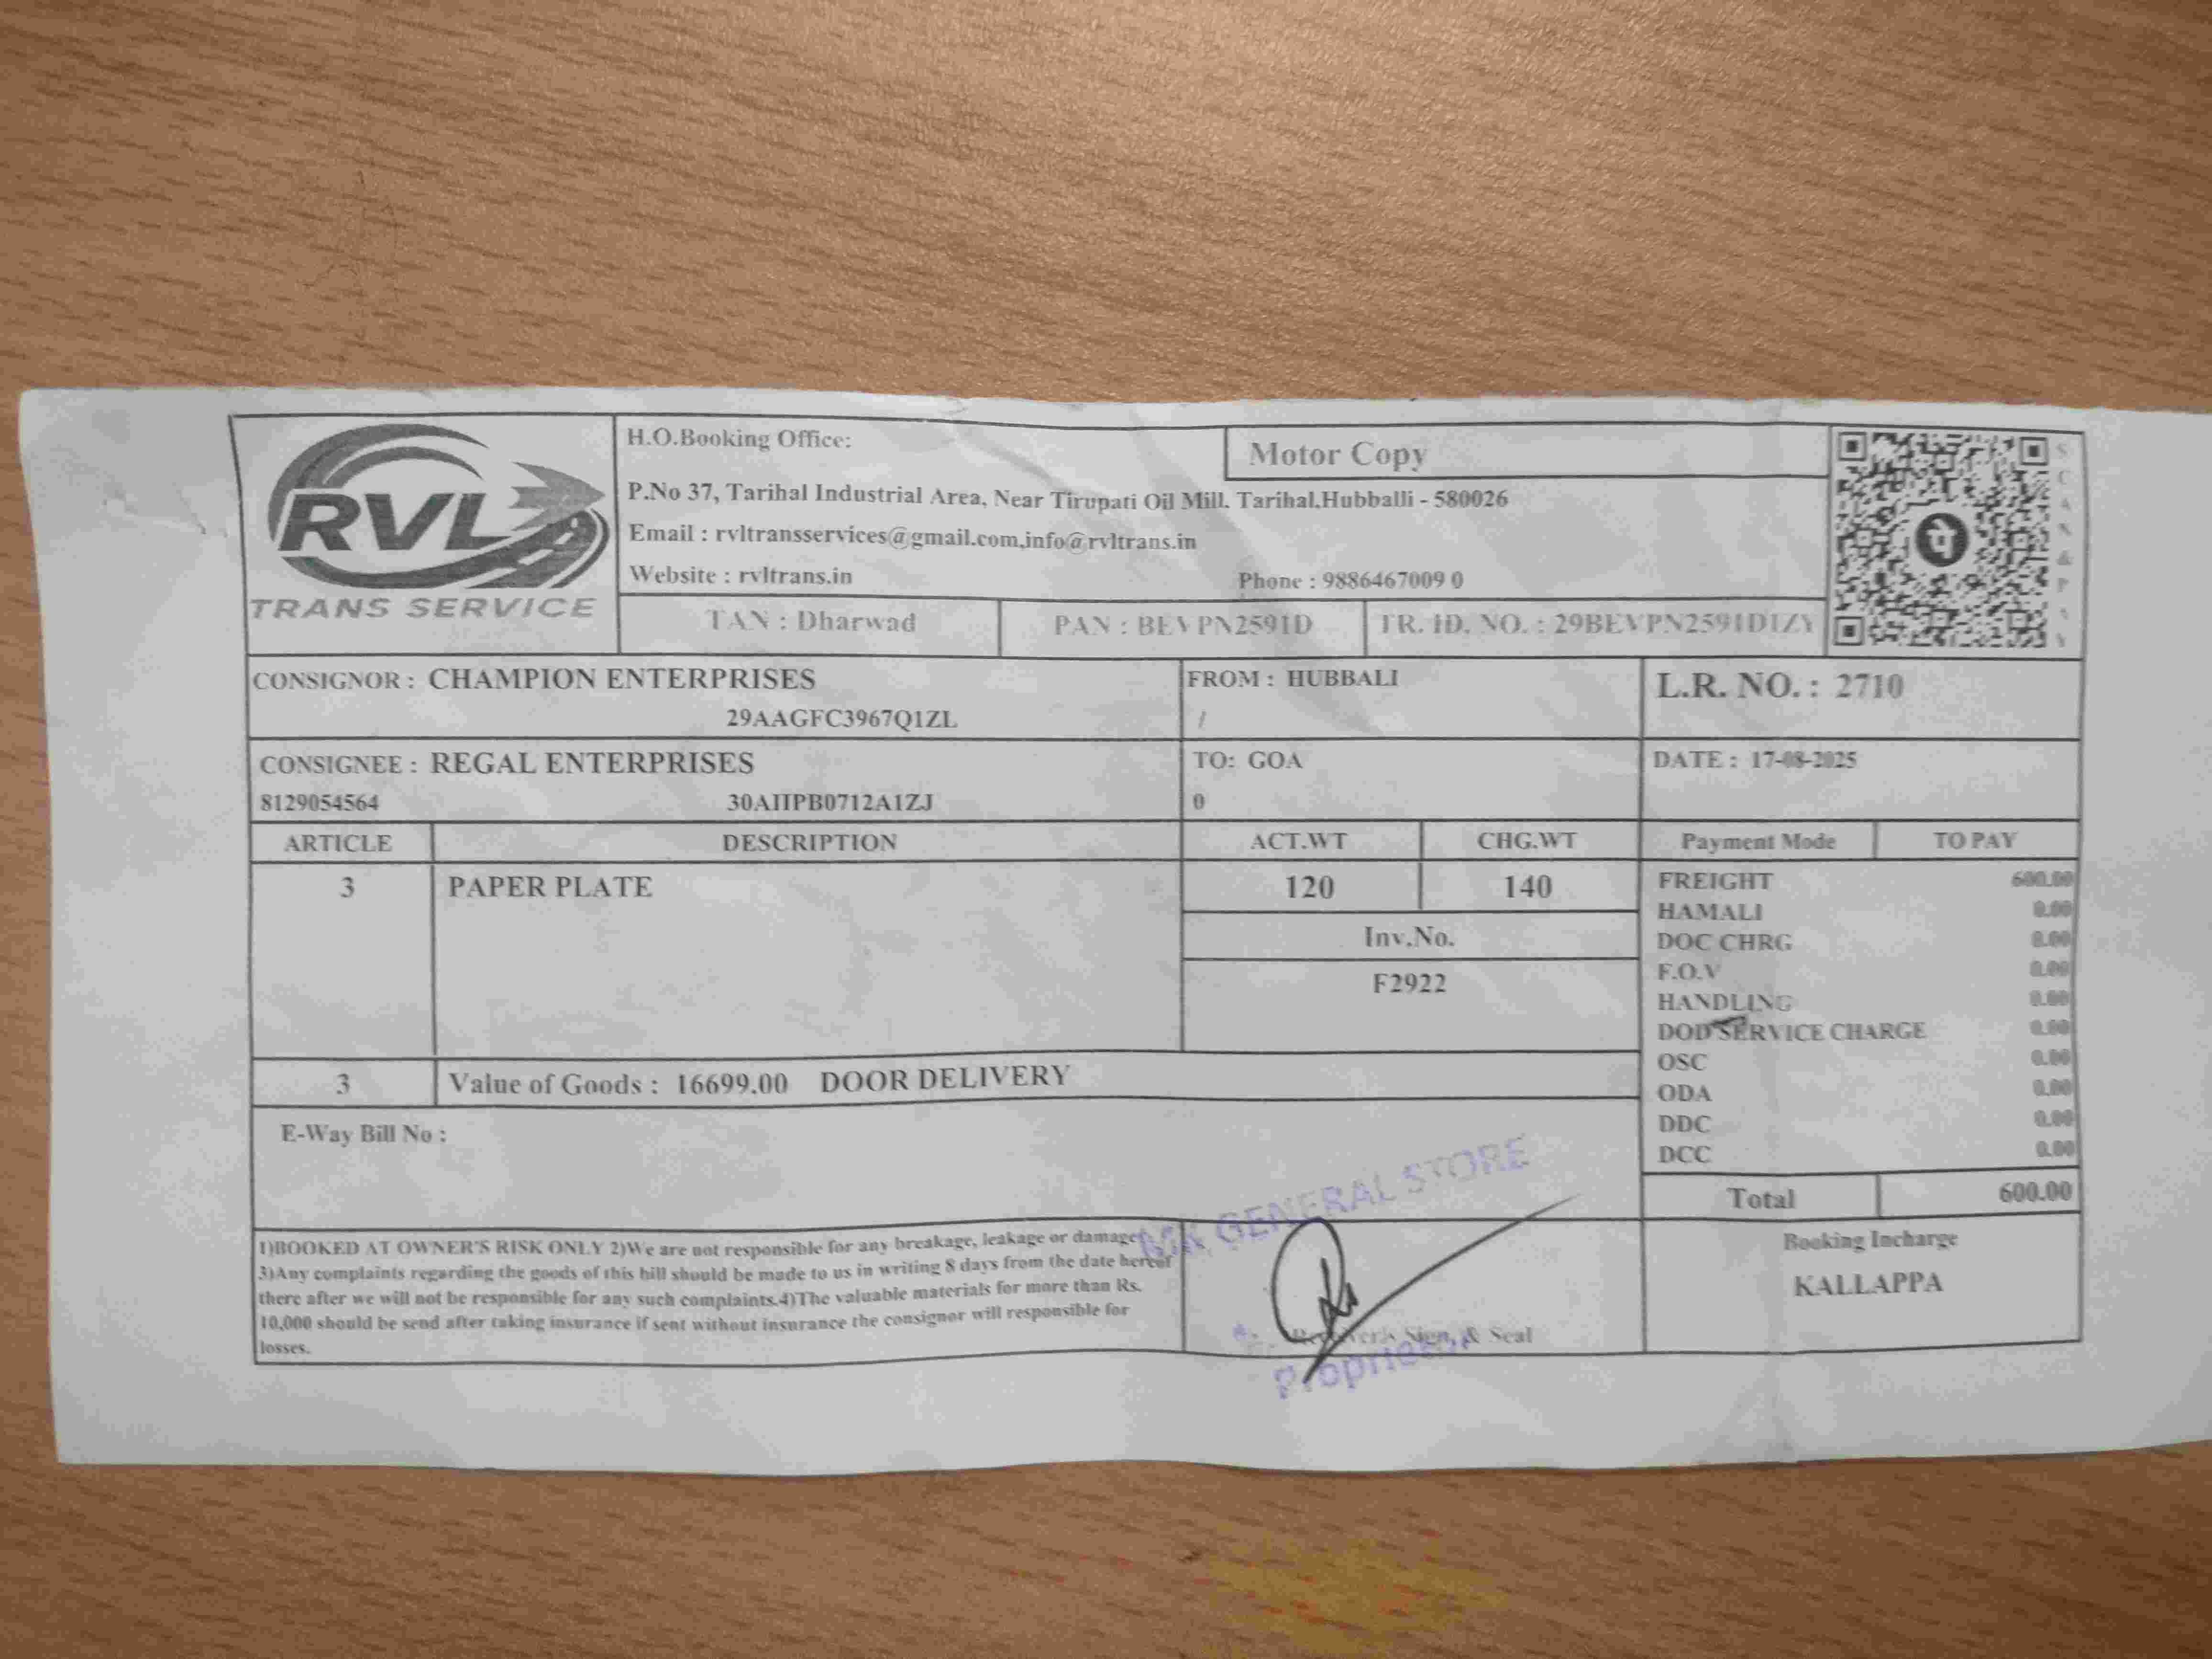 RVL
TRANS SERVICE
H.O.Booking Office:
Motor Copy
P.No 37, Tarihal Industrial Area, Near Tirupati Oil Mill. Tarihal,Hubballi - 580026
Email : rvltransservices@gmail.com,info@rvltrans.in
Website : rvltrans.in
Phone : 9886467009 0
TAN : Dharwad
PAN : BEVPN2591D
TR. ID. NO. : 29BEVPN2591D1ZY
SCAN & PAY
पे
CONSIGNOR : CHAMPION ENTERPRISES
29AAGFC3967Q1ZL
FROM : HUBBALI
/
L.R. NO. : 2710
CONSIGNEE : REGAL ENTERPRISES
8129054564
TO: GOA
0
DATE : 17-08-2025
ARTICLE DESCRIPTION ACT.WT CHG.WT Payment Mode TO PAY
3 PAPER PLATE 120 140
Inv.No.
F2922
FREIGHT 600.00
HAMALI 0.00
DOC CHRG 0.00
F.O.V 0.00
HANDLING 0.00
DOD SERVICE CHARGE 0.00
OSC 0.00
ODA 0.00
DDC 0.00
DCC 0.00
3 Value of Goods : 16699.00 DOOR DELIVERY
E-Way Bill No :
Total 600.00
1)BOOKED AT OWNER'S RISK ONLY 2)We are not responsible for any breakage, leakage or damage
3)Any complaints regarding the goods of this bill should be made to us in writing 8 days from the date hereof
there after we will not be responsible for any such complaints.4)The valuable materials for more than Rs.
10,000 should be send after taking insurance if sent without insurance the consignor will responsible for
losses.
GENERAL STORE
Receiver's Sign, & Seal
Proprietor
Booking Incharge
KALLAPPA